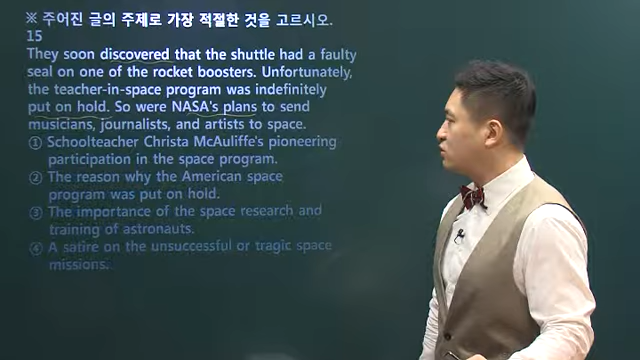 ※ 주어진 글의 주제로 가장 적절한 것을 고르시오.
15
They soon discovered that the shuttle had a faulty
seal on one of the rocket boosters. Unfortunately,
the teacher-in-space program was indefinitely
put on hold. So were NASA's plans to send
musicians, journalists, and artists to space.
① Schoolteacher Christa McAuliffe's pioneering
participation in the space program.
② The reason why the American space
program was put on hold.
③ The importance of the space research and
training of astronauts.
④ A satire on the unsuccessful or tragic space
missions.